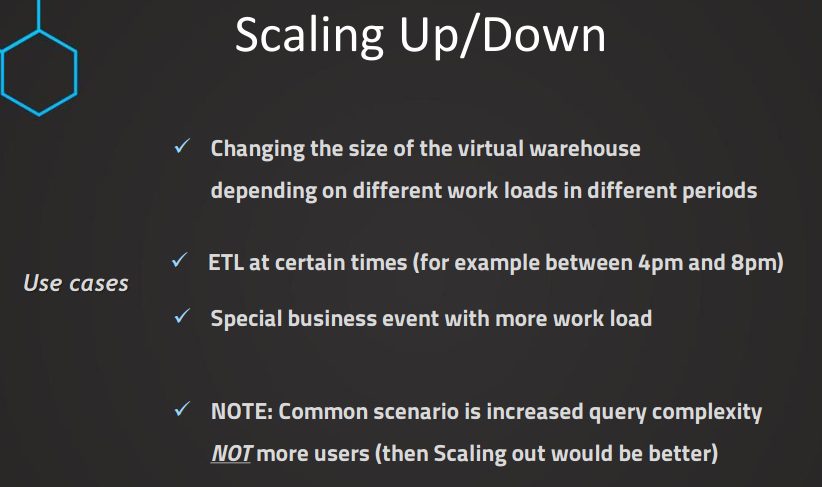 Scaling Up/Down
Changing the size of the virtual warehouse
depending on different work loads in different periods
Use cases
ETL at certain times (for example between 4pm and 8pm)
Special business event with more work load
NOTE: Common scenario is increased query complexity
NOT more users (then Scaling out would be better)